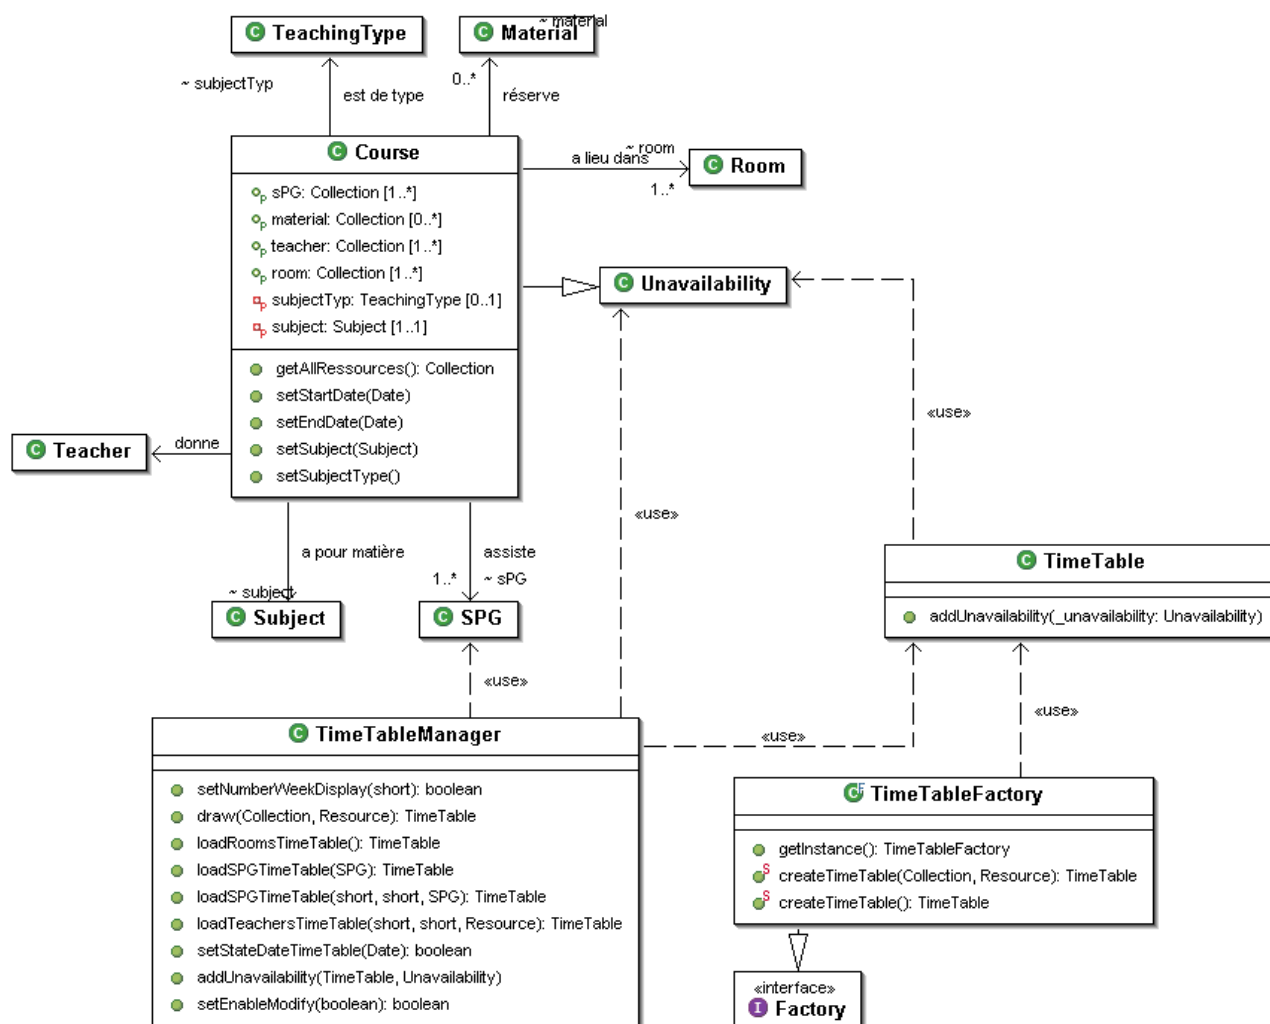 TeachingType
Material
~ material
~ subjectTyp
est de type
0..*
réserve
Course
sPG: Collection [1..*]
material: Collection [0..*]
teacher: Collection [1..*]
room: Collection [1..*]
subjectTyp: TeachingType [0..1]
subject: Subject [1..1]
getAllRessources(): Collection
setStartDate(Date)
setEndDate(Date)
setSubject(Subject)
setSubjectType()
~ room
a lieu dans
1..*
Room
Unavailability
«use»
Teacher
donne
«use»
a pour matière
~ subject
Subject
assiste
1..*
~ sPG
SPG
«use»
TimeTable
addUnavailability(_unavailability: Unavailability)
«use»
«use»
TimeTableManager
setNumberWeekDisplay(short): boolean
draw(Collection, Resource): TimeTable
loadRoomsTimeTable(): TimeTable
loadSPGTimeTable(SPG): TimeTable
loadSPGTimeTable(short, short, SPG): TimeTable
loadTeachersTimeTable(short, short, Resource): TimeTable
setStateDateTimeTable(Date): boolean
addUnavailability(TimeTable, Unavailability)
setEnableModify(boolean): boolean
TimeTableFactory
getInstance(): TimeTableFactory
createTimeTable(Collection, Resource): TimeTable
createTimeTable(): TimeTable
«interface»
Factory